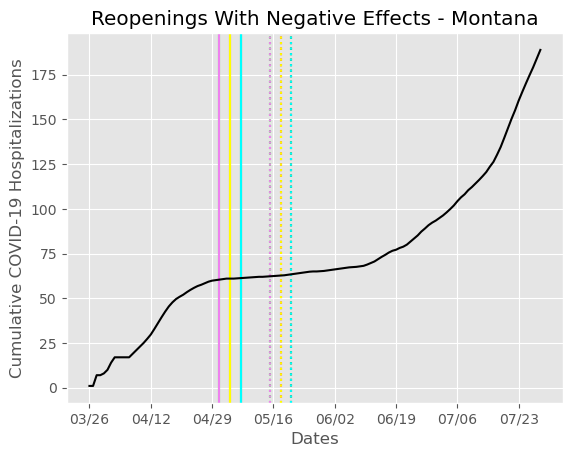 Reopenings With Negative Effects - Montana
Cumulative COVID-19 Hospitalizations
175
150
125
100
75
50
25
0
03/26 04/12 04/29 05/16 06/02 06/19 07/06 07/23
Dates